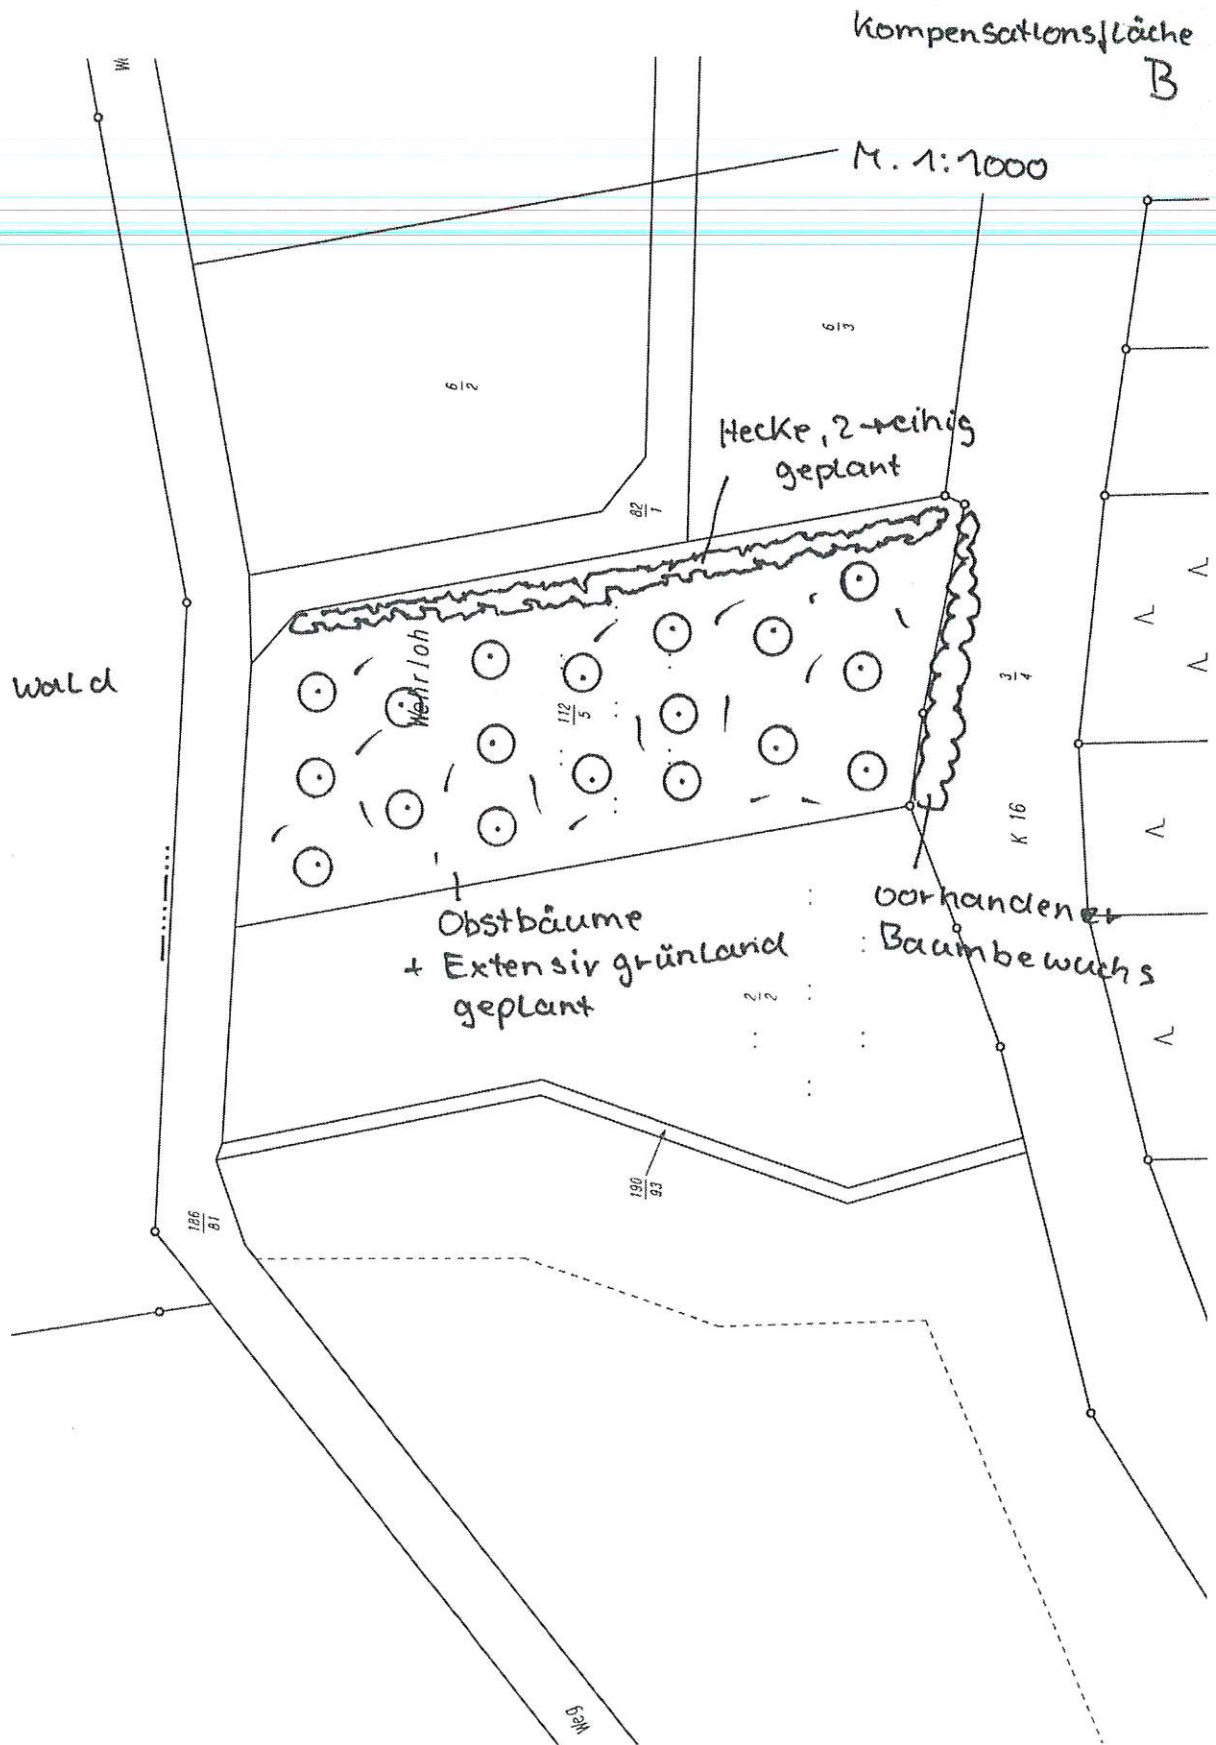 Kompensationsfläche
B
We
M. 1:1000
6/3
6/2
Hecke, 2-reihig
geplant
82/1
Wehrloh
Wald
112/5
3/4
K 16
Obstbäume
+ Extensivgrünland
geplant
vorhandener
Baumbewuchs
2/2
190/93
186/81
Weg